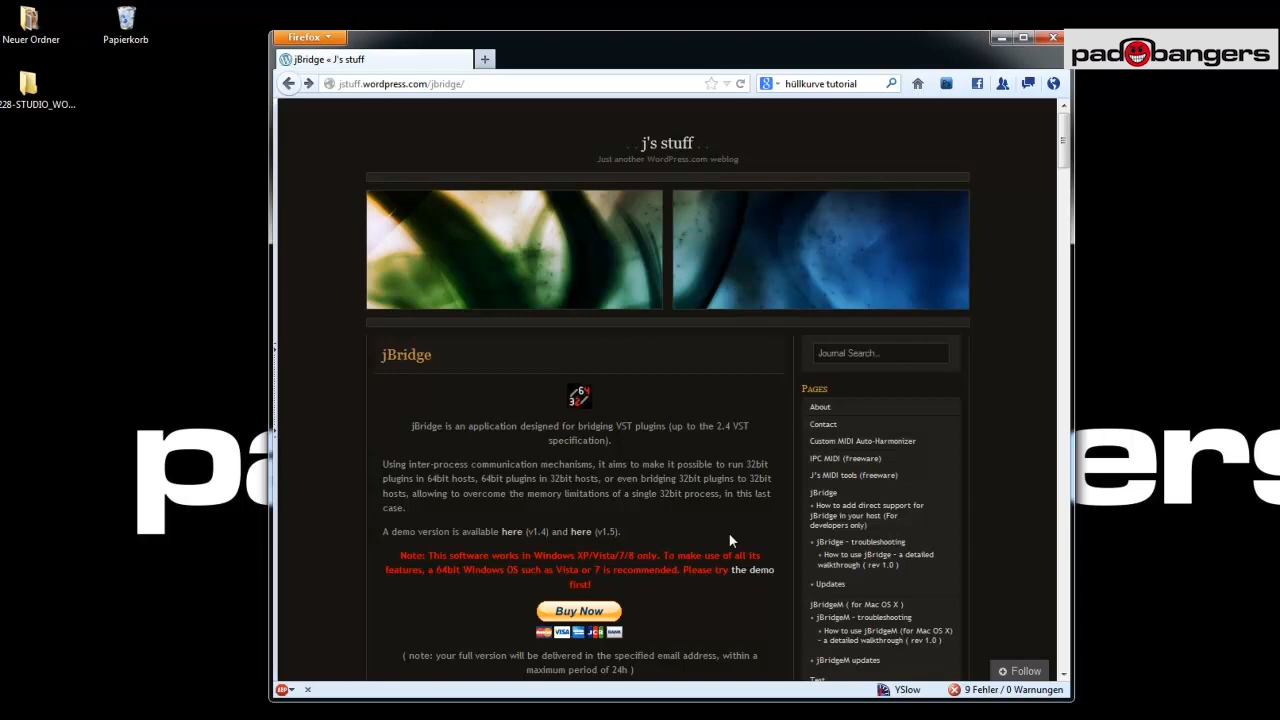 Neuer Ordner
Papierkorb
228-STUDIO_WO...
Firefox
jBridge « J's stuff
jstuff.wordpress.com/jbridge/
hüllkurve tutorial
pad bangers
.. j's stuff ..
Just another WordPress.com weblog
jBridge
64
32
jBridge is an application designed for bridging VST plugins (up to the 2.4 VST
specification).
Using inter-process communication mechanisms, it aims to make it possible to run 32bit
plugins in 64bit hosts, 64bit plugins in 32bit hosts, or even bridging 32bit plugins to 32bit
hosts, allowing to overcome the memory limitations of a single 32bit process, in this last
case.
A demo version is available here (v1.4) and here (v1.5).
Note: This software works in Windows XP/Vista/7/8 only. To make use of all its
features, a 64bit Windows OS such as Vista or 7 is recommended. Please try the demo
first!
Buy Now
VISA
JCB
BANK
( note: your full version will be delivered in the specified email address, within a
maximum period of 24h )
Journal Search...
Pages
About
Contact
Custom MIDI Auto-Harmonizer
IPC MIDI (freeware)
J's MIDI tools (freeware)
jBridge
• How to add direct support for
jBridge in your host (For
developers only)
• jBridge – troubleshooting
• How to use jBridge – a detailed
walkthrough ( rev 1.0 )
• Updates
jBridgeM ( for Mac OS X )
• jBridgeM – troubleshooting
• How to use jBridgeM (for Mac OS X)
– a detailed walkthrough ( rev 1.0 )
• jBridgeM updates
Test
Follow
ABP
YSlow
9 Fehler / 0 Warnungen
pa
ers